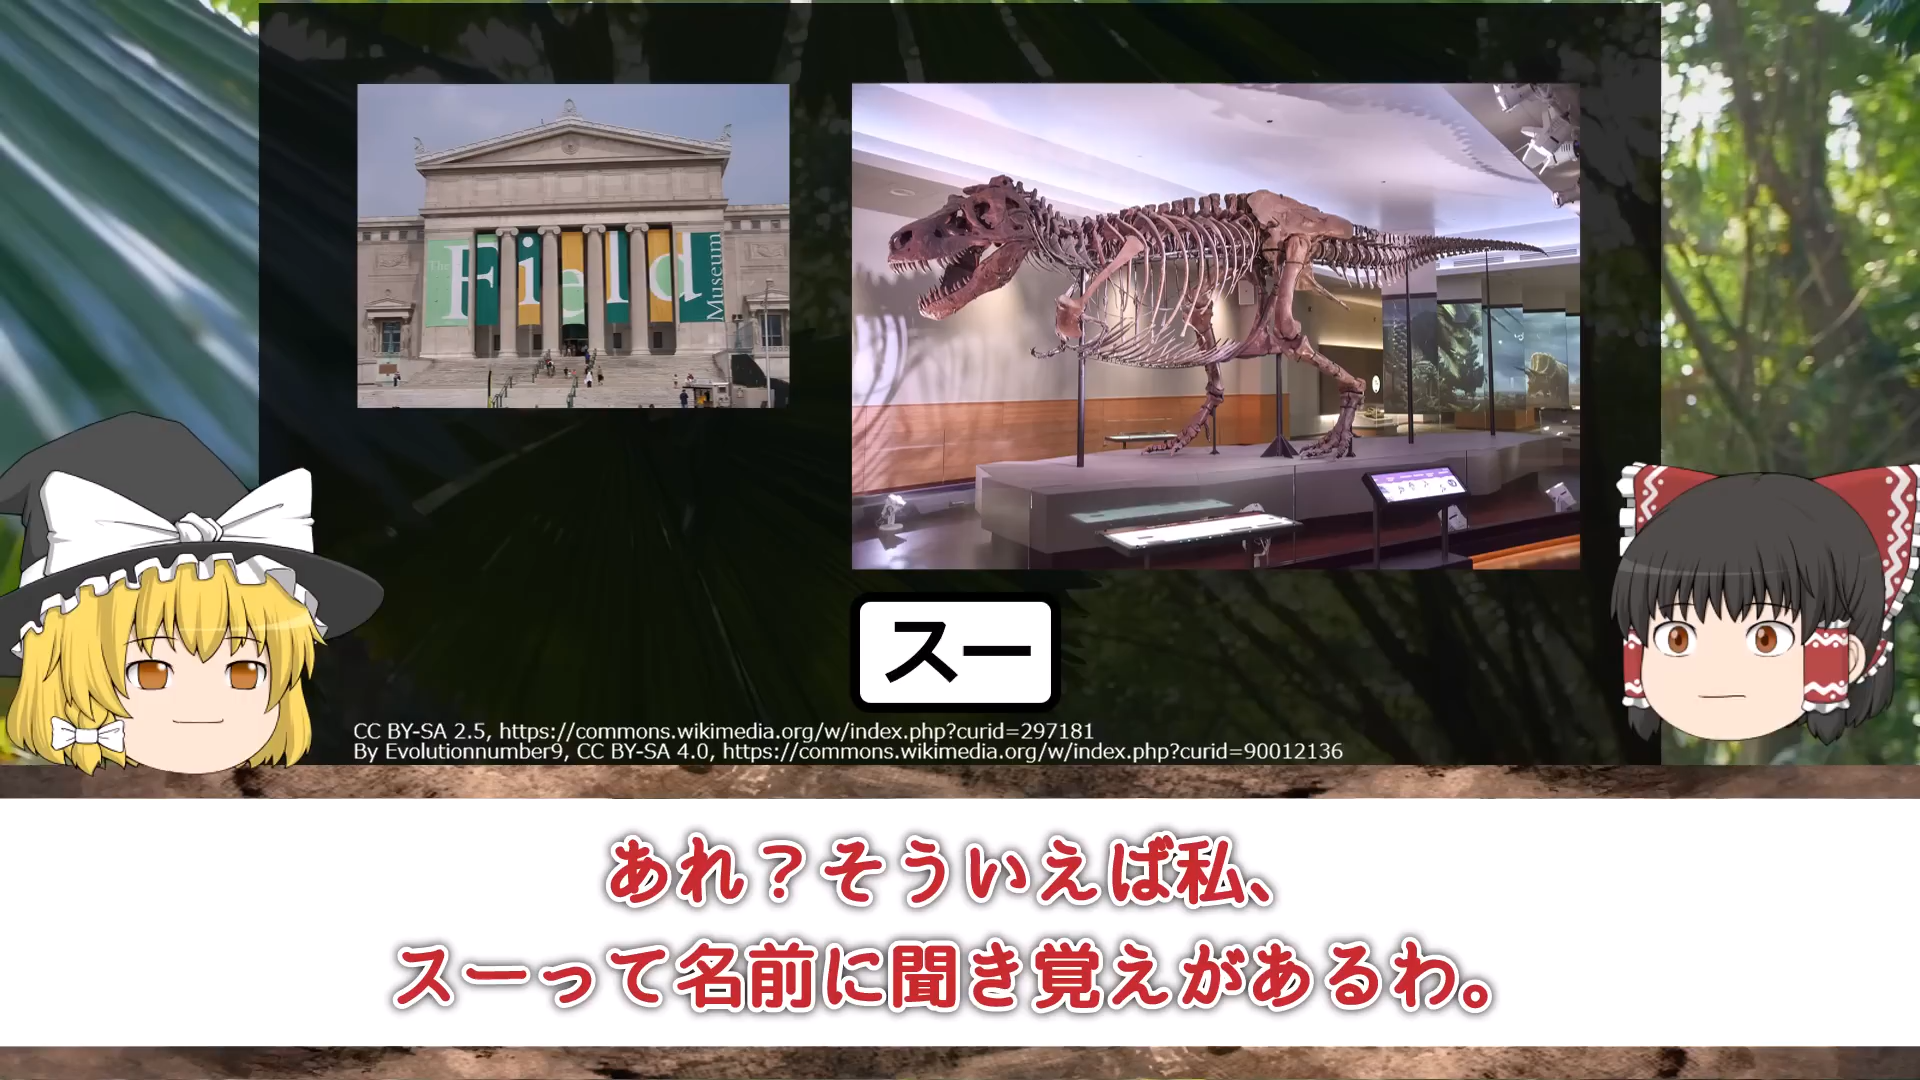 The Field Museum
スー
CC BY-SA 2.5, https://commons.wikimedia.org/w/index.php?curid=297181
By Evolutionnumber9, CC BY-SA 4.0, https://commons.wikimedia.org/w/index.php?curid=90012136
あれ？そういえば私、
スーって名前に聞き覚えがあるわ。